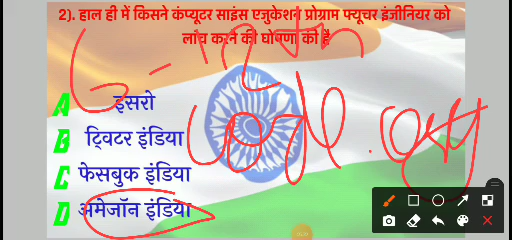 2). हाल ही में किसने कंप्यूटर साइंस एजुकेशन प्रोग्राम फ्यूचर इंजीनियर को
लांच करने की घोषणा की है
A इसरो
B ट्विटर इंडिया
C फेसबुक इंडिया
D अमेजॉन इंडिया